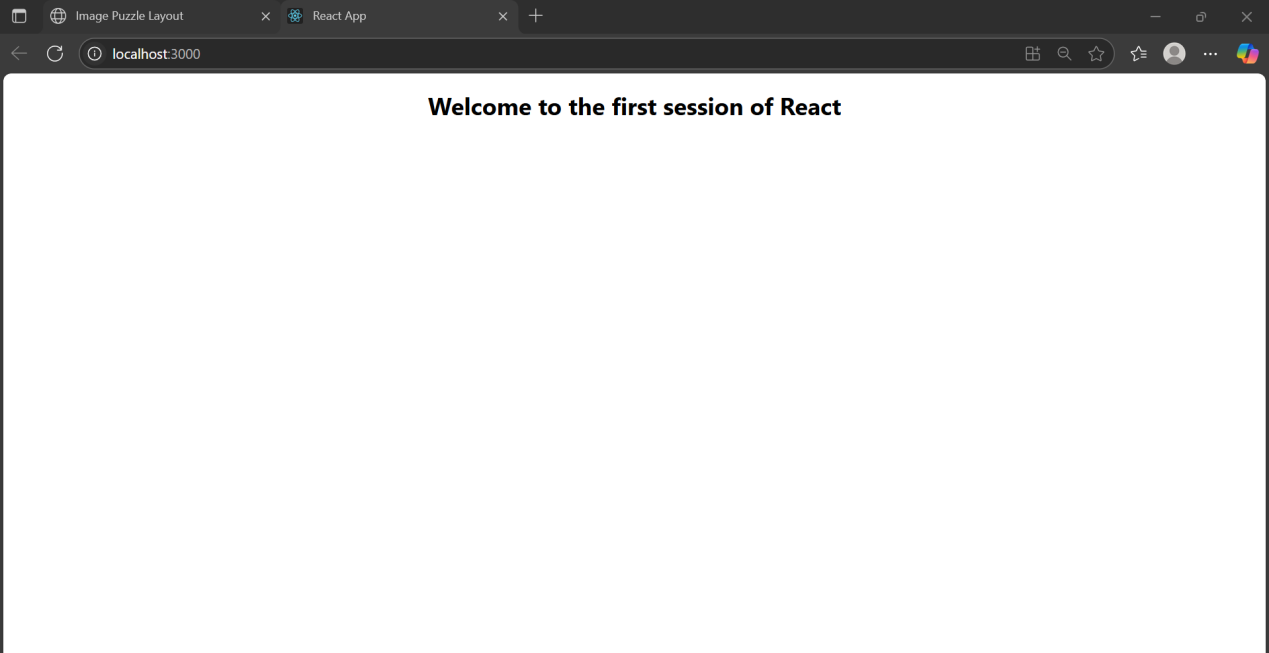 Image Puzzle Layout
React App
localhost:3000
Welcome to the first session of React